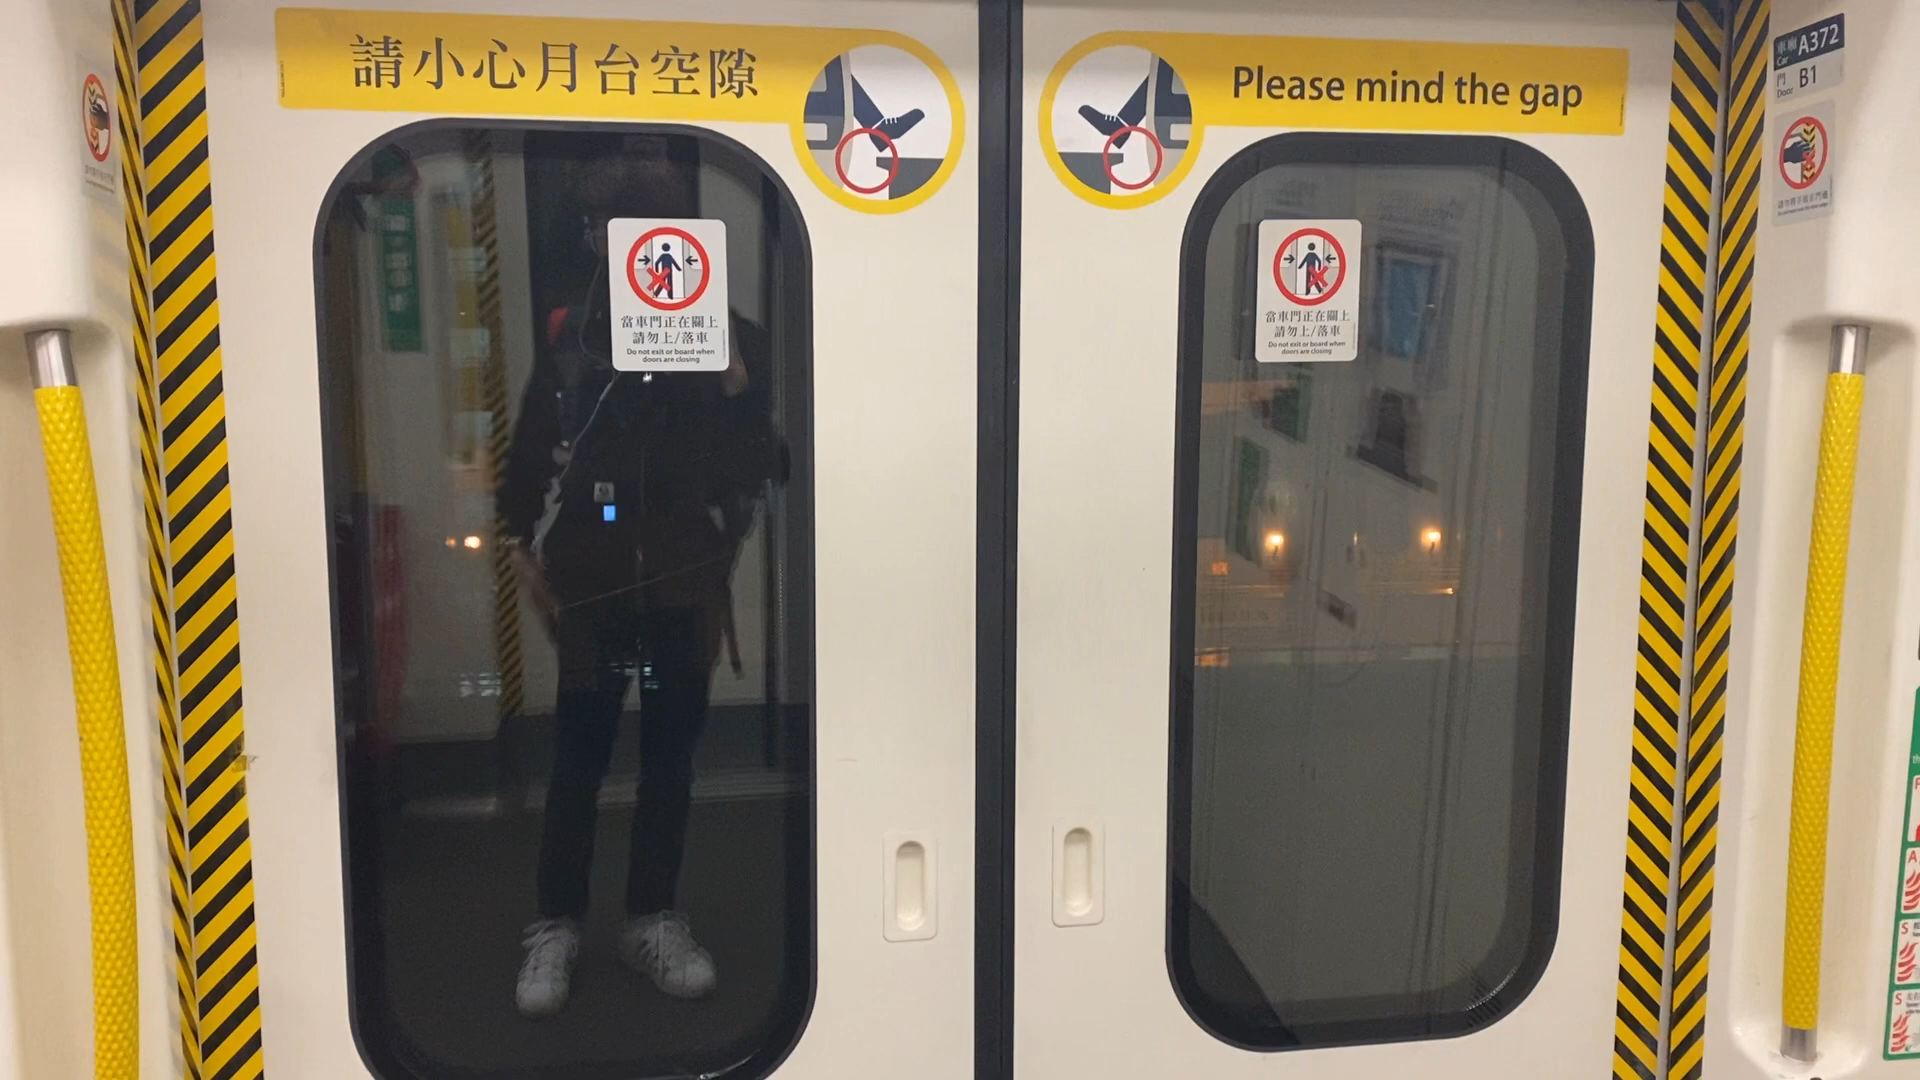 請小心月台空隙
Please mind the gap
車廂 A372
Car
門 B1
Door
當車門正在關上
請勿上/落車
Do not exit or board when
doors are closing
當車門正在關上
請勿上/落車
Do not exit or board when
doors are closing